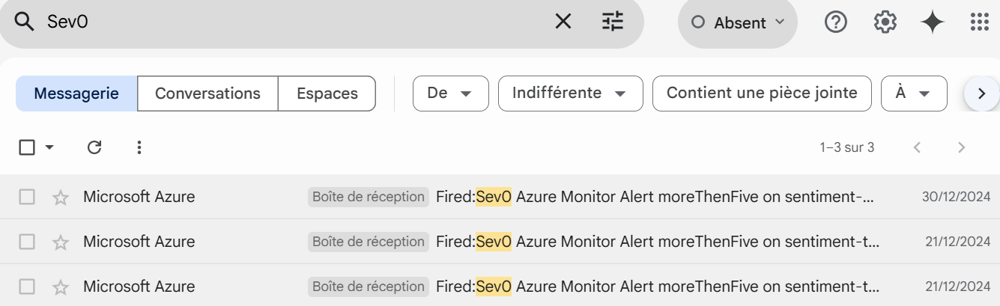 Sev0
Absent
Messagerie Conversations Espaces De Indifférente Contient une pièce jointe À
1–3 sur 3
Microsoft Azure Boîte de réception Fired:Sev0 Azure Monitor Alert moreThenFive on sentiment-... 30/12/2024
Microsoft Azure Boîte de réception Fired:Sev0 Azure Monitor Alert moreThenFive on sentiment-t... 21/12/2024
Microsoft Azure Boîte de réception Fired:Sev0 Azure Monitor Alert moreThenFive on sentiment-t... 21/12/2024